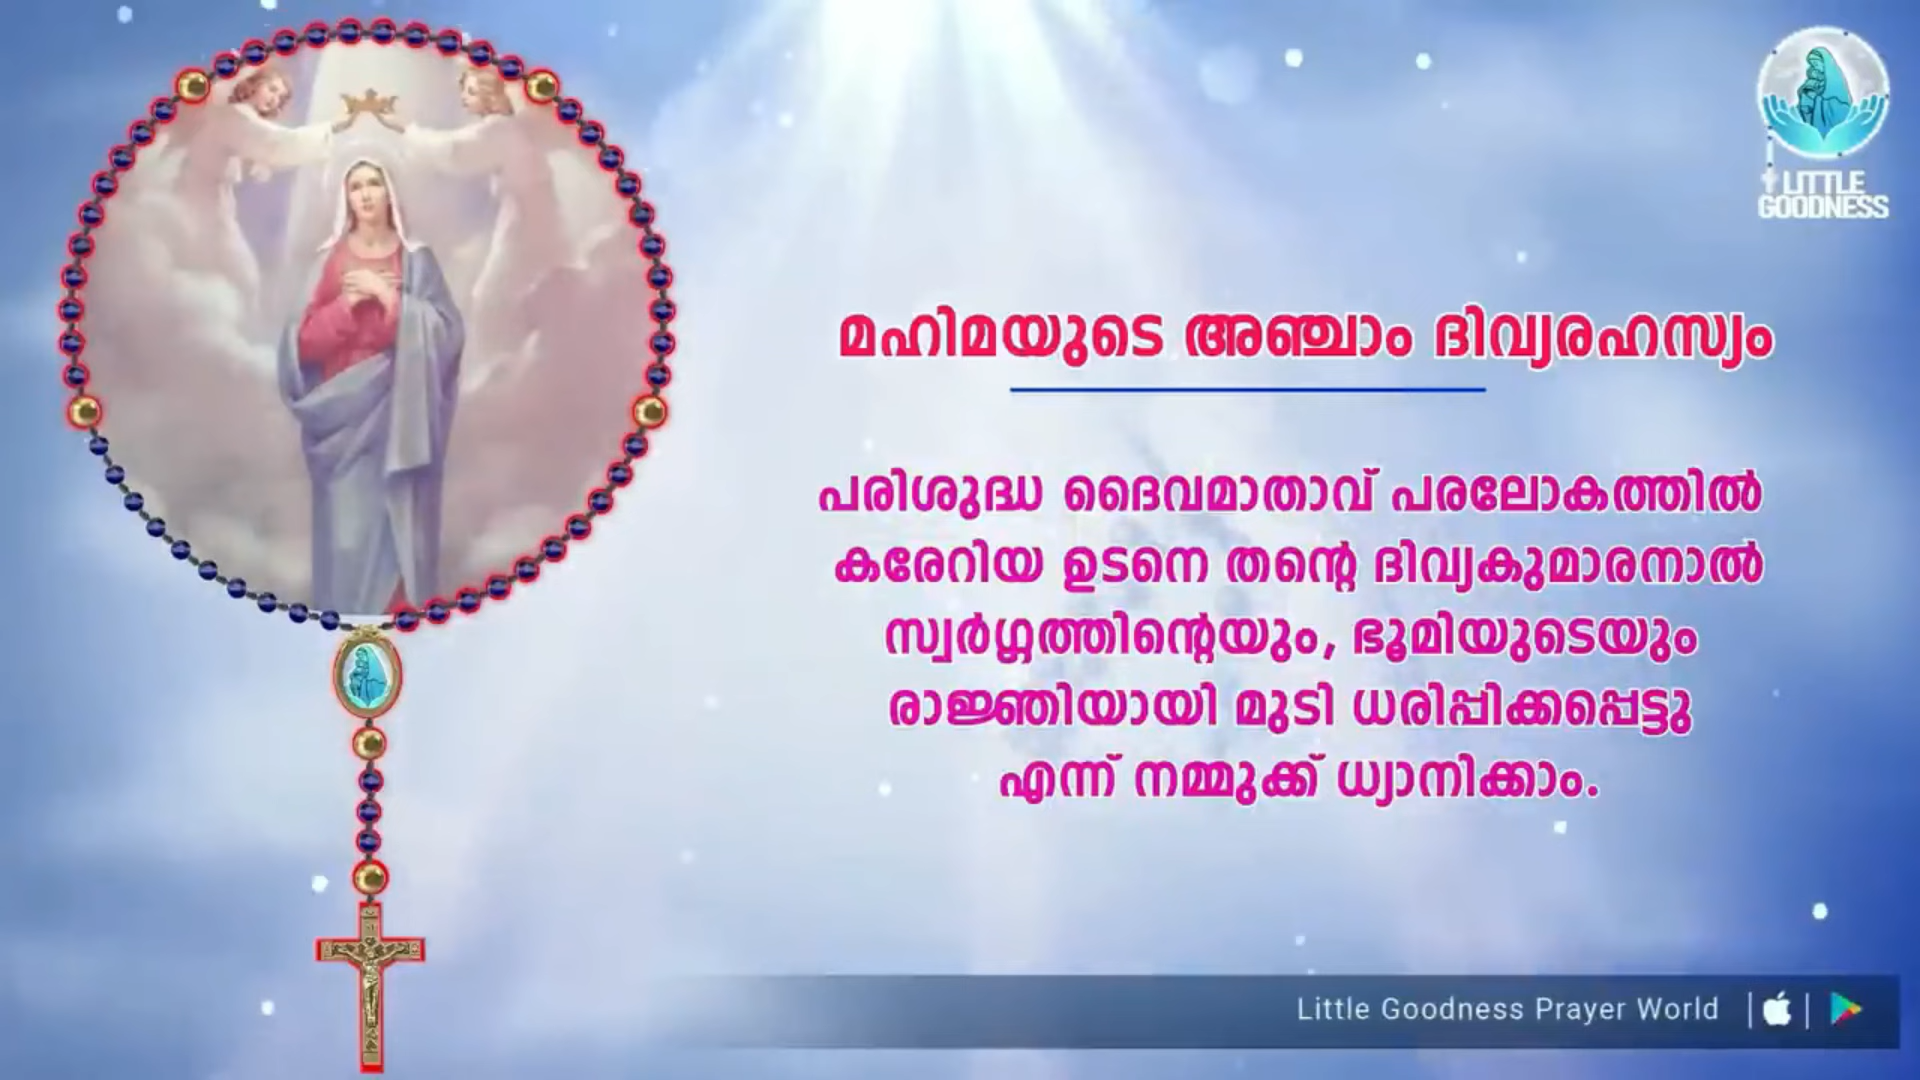 LITTLE
GOODNESS
മഹിമയുടെ അഞ്ചാം ദിവ്യരഹസ്യം
പരിശുദ്ധ ദൈവമാതാവ് പരലോകത്തിൽ
കരേറിയ ഉടനെ തന്റെ ദിവ്യകുമാരനാൽ
സ്വർഗ്ഗത്തിന്റെയും, ഭൂമിയുടെയും
രാജ്ഞിയായി മുടി ധരിപ്പിക്കപ്പെട്ടു
എന്ന് നമ്മുക്ക് ധ്യാനിക്കാം.
Little Goodness Prayer World